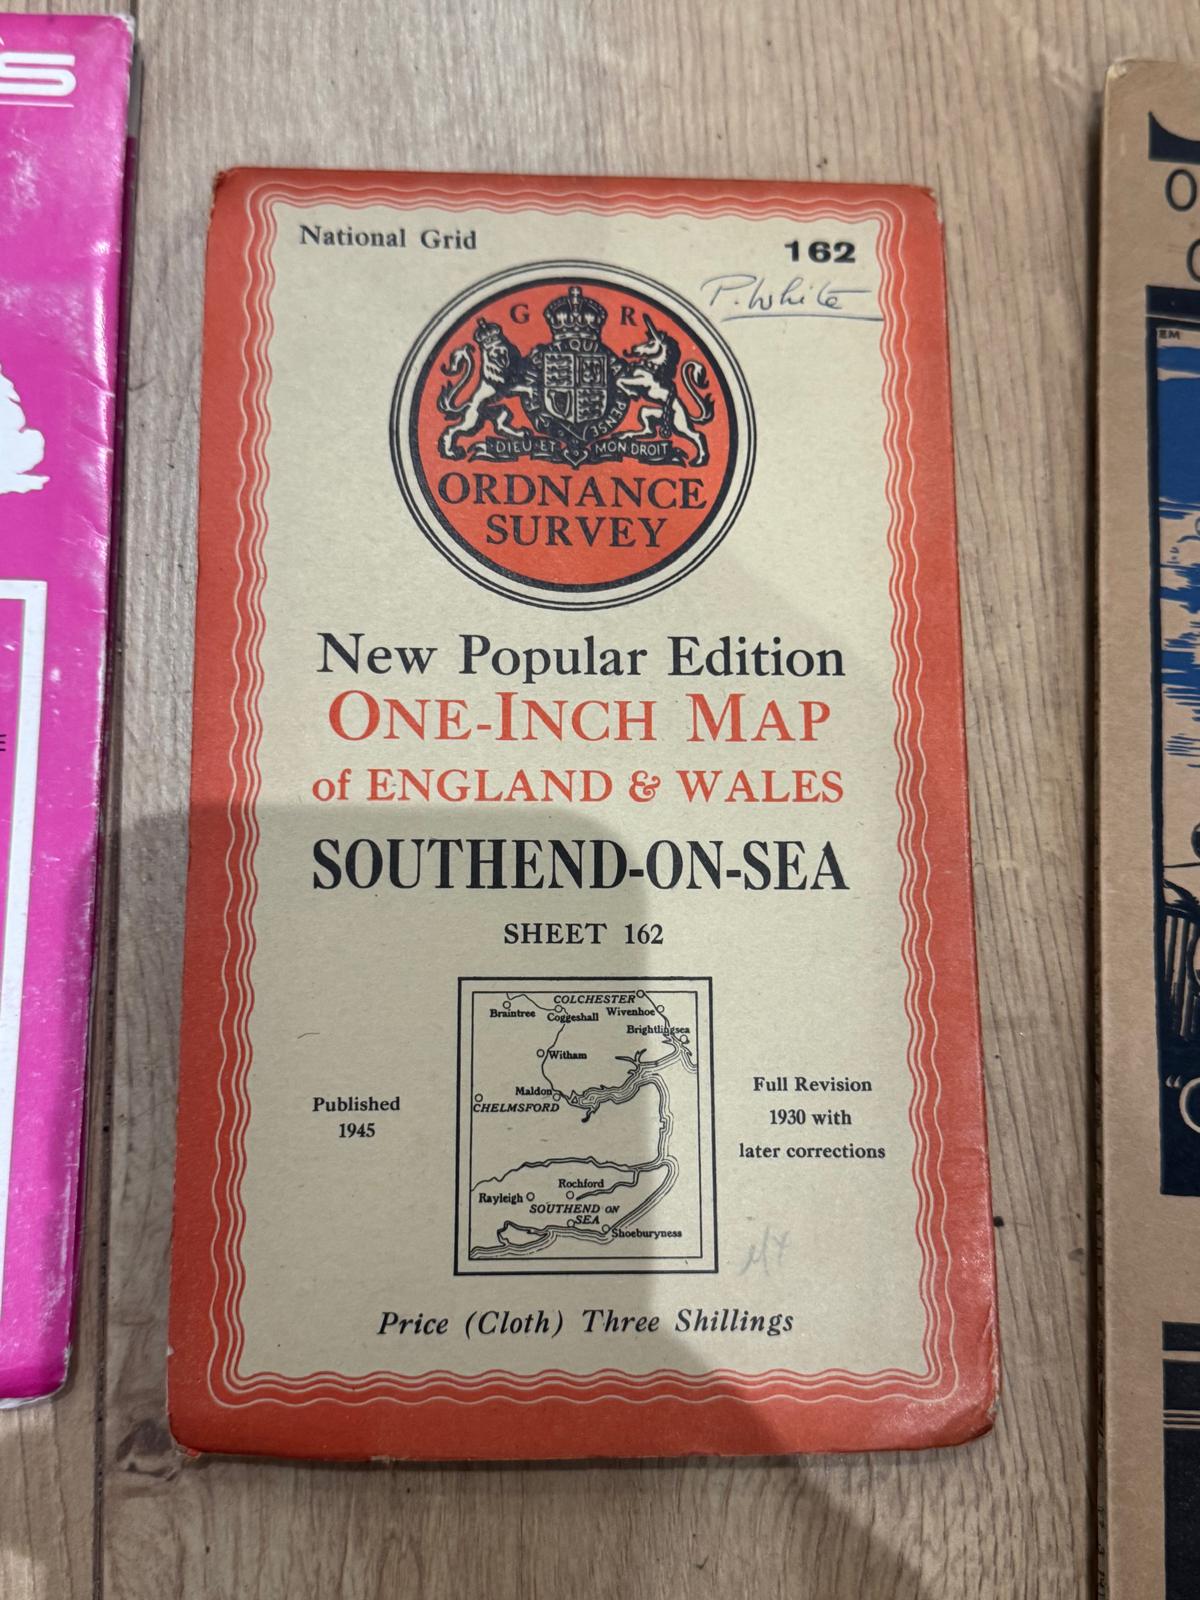 S
National Grid
162
P. White
G R
DIEU ET MON DROIT
ORDNANCE
SURVEY
New Popular Edition
ONE-INCH MAP
of ENGLAND & WALES
SOUTHEND-ON-SEA
SHEET 162
COLCHESTER
Braintree
Coggeshall
Wivenhoe
Brightlingsea
Witham
Maldon
CHELMSFORD
Rochford
Rayleigh
SOUTHEND ON
SEA
Shoeburyness
Published
1945
Full Revision
1930 with
later corrections
Price (Cloth) Three Shillings
EM